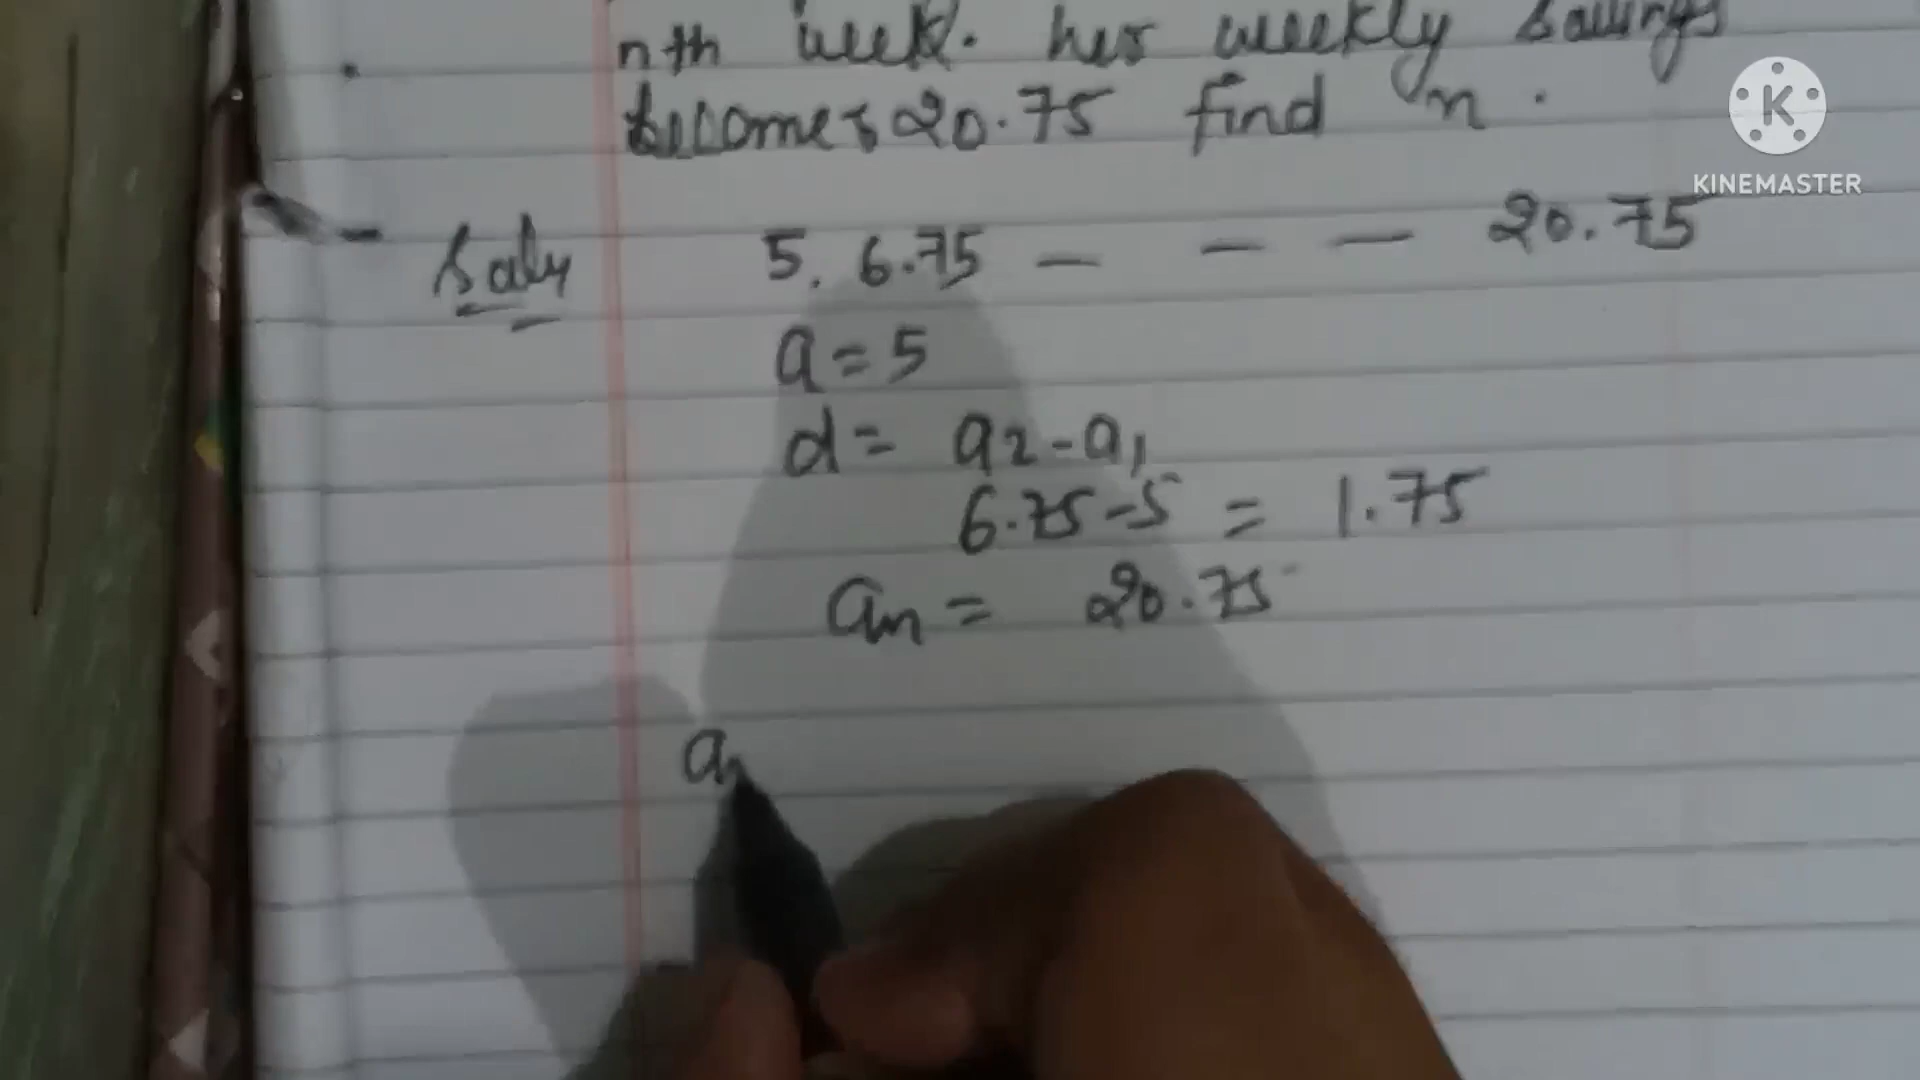 nth week. her weekly savings
becomes 20.75 find n.
K
KINEMASTER
Soln 5, 6.75 — — — 20.75
a = 5
d = a2 - a1
6.75 - 5 = 1.75
an = 20.75
an